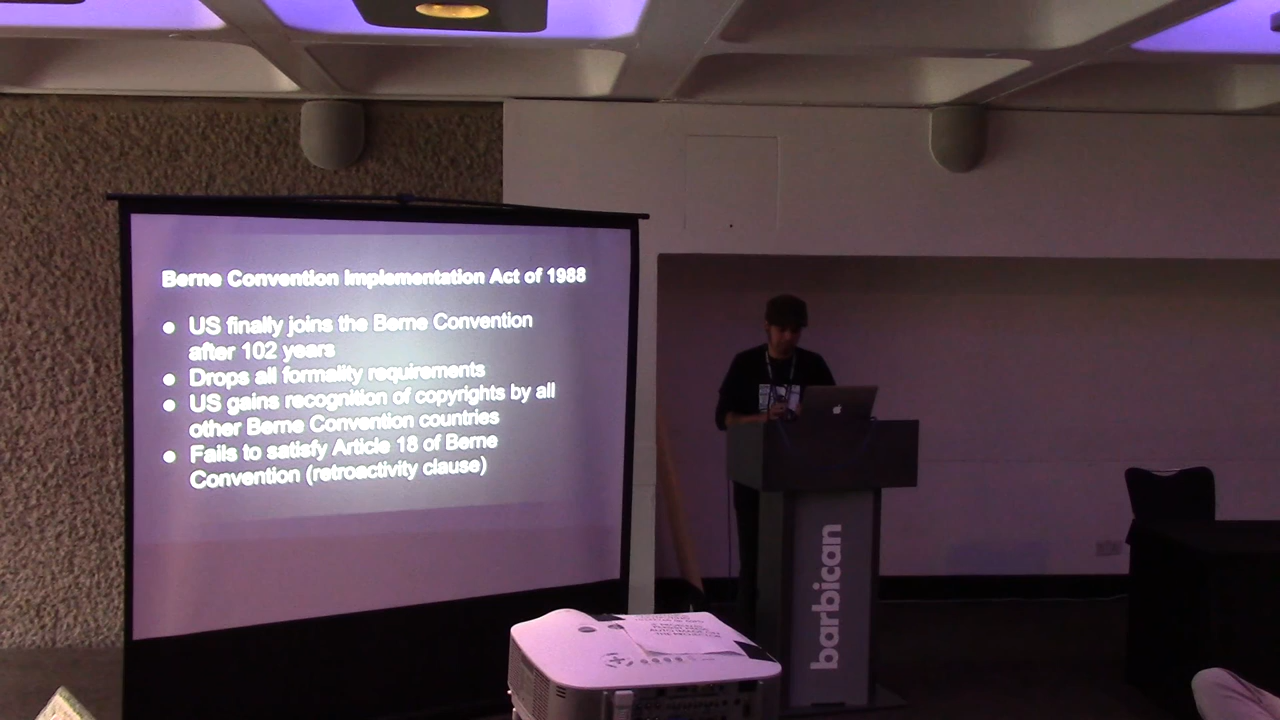 Berne Convention Implementation Act of 1988
● US finally joins the Berne Convention
after 102 years
● Drops all formality requirements
● US gains recognition of copyrights by all
other Berne Convention countries
● Fails to satisfy Article 18 of Berne
Convention (retroactivity clause)
barbican